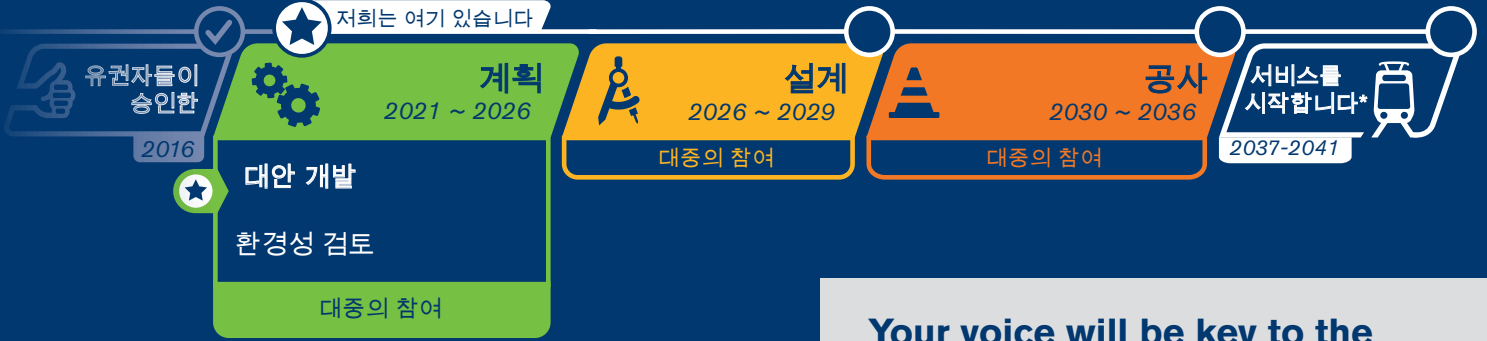 저희는 여기 있습니다
유권자들이
승인한
2016
계획
2021 ~ 2026
대안 개발
환경성 검토
대중의 참여
설계
2026 ~ 2029
대중의 참여
공사
2030 ~ 2036
대중의 참여
서비스를
시작합니다*
2037-2041
Your voice will be key to the